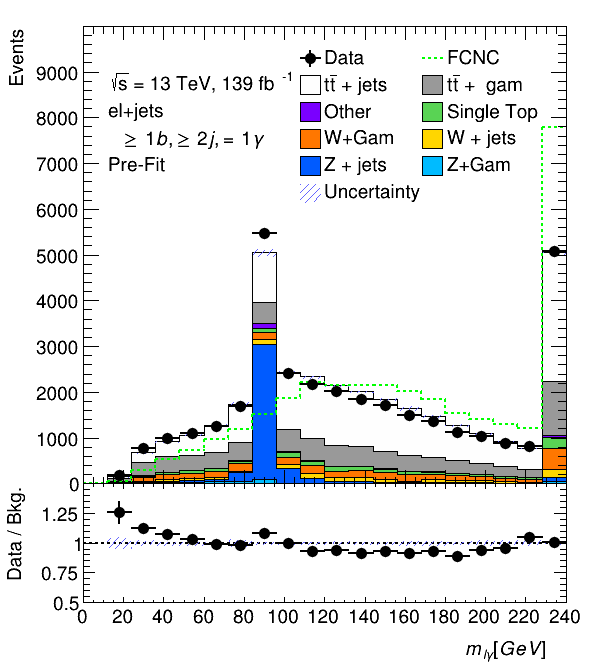 Events
9000
8000
7000
6000
5000
4000
3000
2000
1000
0
√s = 13 TeV, 139 fb⁻¹
el+jets
≥ 1b, ≥ 2j, = 1γ
Pre-Fit
Data
FCNC
tt̄ + jets
tt̄ + gam
Other
Single Top
W+Gam
W + jets
Z + jets
Z+Gam
Uncertainty
Data / Bkg.
1.25
1
0.75
0.5
0 20 40 60 80 100 120 140 160 180 200 220 240
m_lγ[GeV]